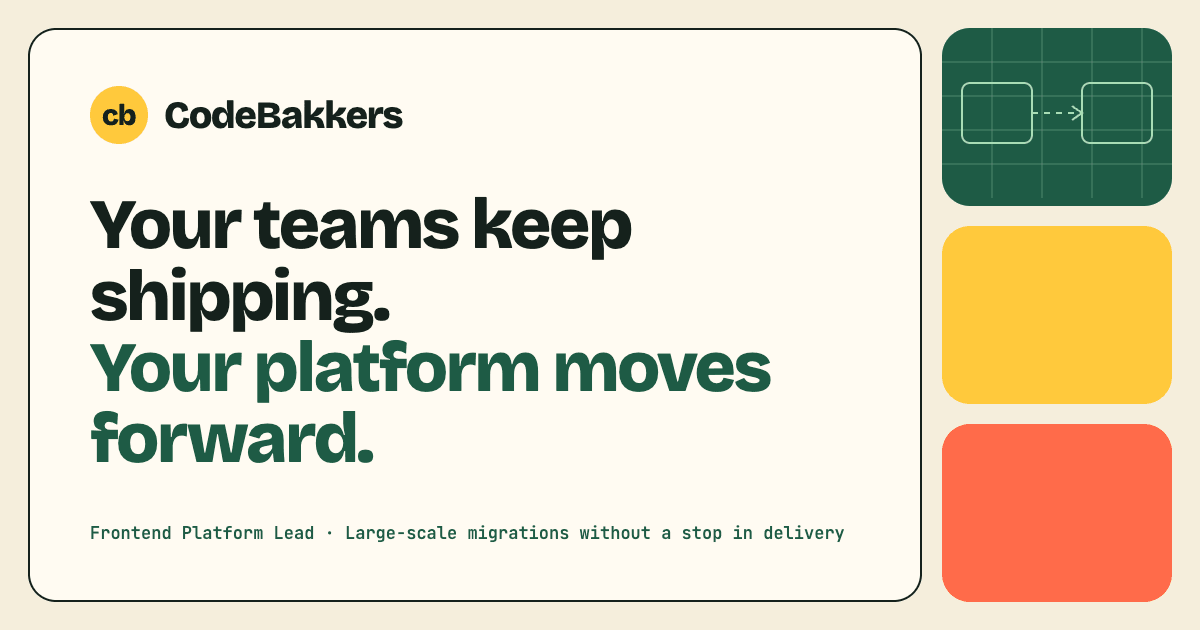 cb CodeBakkers
Your teams keep
shipping.
Your platform moves
forward.
Frontend Platform Lead · Large-scale migrations without a stop in delivery